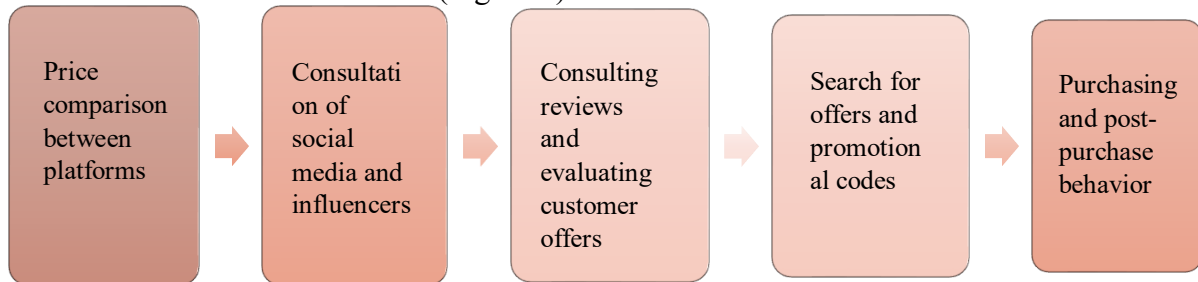 Price
comparison
between
platforms
Consultati
on of
social
media and
influencers
Consulting
reviews
and
evaluating
customer
offers
Search for
offers and
promotion
al codes
Purchasing
and post-
purchase
behavior